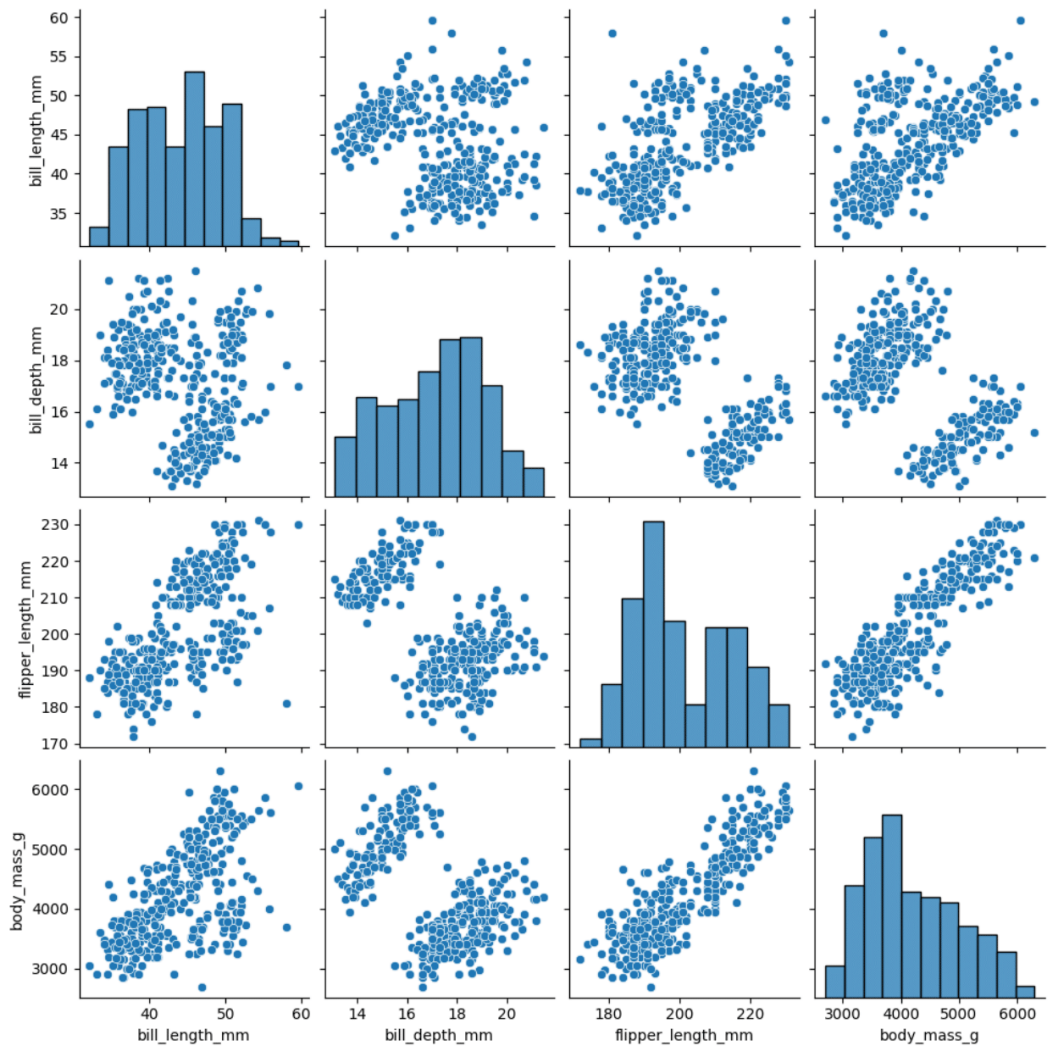 60
55
50
45
40
35
bill_length_mm
20
18
16
14
bill_depth_mm
230
220
210
200
190
180
170
flipper_length_mm
6000
5000
4000
3000
body_mass_g
40 50 60
14 16 18 20
180 200 220
3000 4000 5000 6000
bill_length_mm bill_depth_mm flipper_length_mm body_mass_g